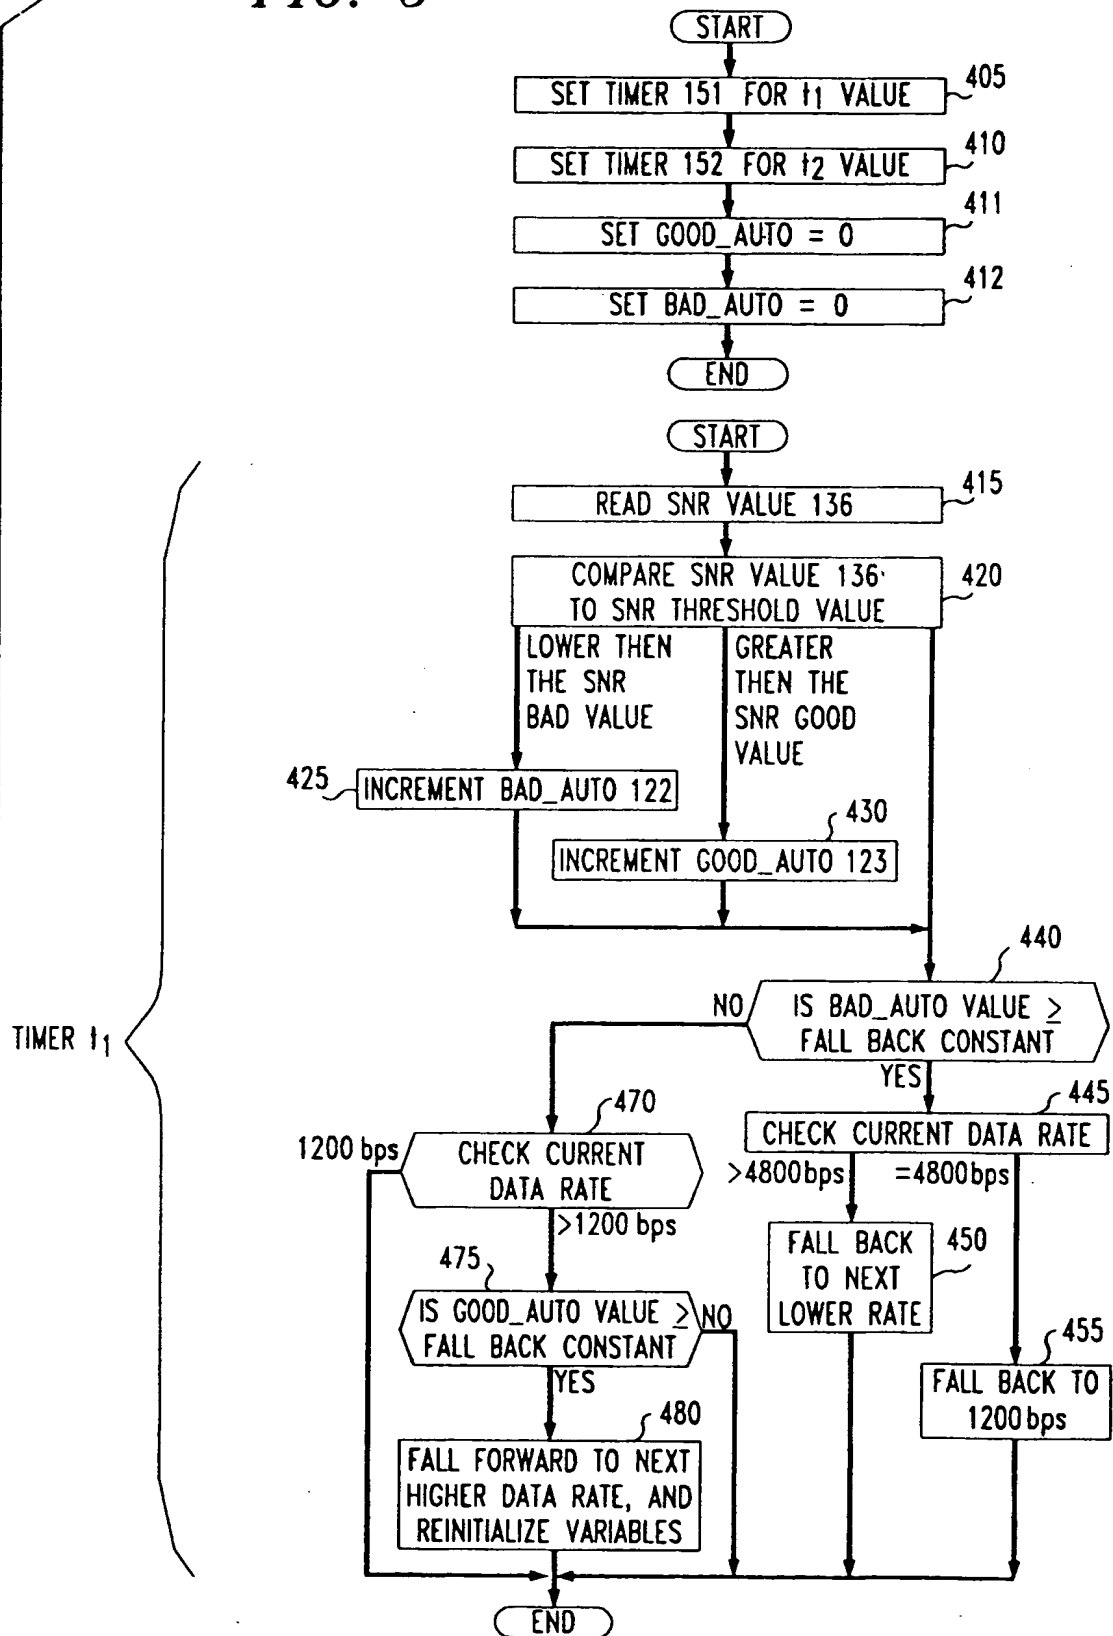 START
SET TIMER 151 FOR t1 VALUE
405
SET TIMER 152 FOR t2 VALUE
410
SET GOOD_AUTO = 0
411
SET BAD_AUTO = 0
412
END
START
READ SNR VALUE 136
415
COMPARE SNR VALUE 136
TO SNR THRESHOLD VALUE
420
LOWER THEN
THE SNR
BAD VALUE
GREATER
THEN THE
SNR GOOD
VALUE
425
INCREMENT BAD_AUTO 122
430
INCREMENT GOOD_AUTO 123
440
IS BAD_AUTO VALUE ≥
FALL BACK CONSTANT
NO
YES
TIMER t1
445
CHECK CURRENT DATA RATE
>4800bps
=4800bps
470
CHECK CURRENT
DATA RATE
1200 bps
>1200 bps
FALL BACK
TO NEXT
LOWER RATE
450
475
IS GOOD_AUTO VALUE ≥
FALL BACK CONSTANT
NO
YES
455
FALL BACK TO
1200bps
480
FALL FORWARD TO NEXT
HIGHER DATA RATE, AND
REINITIALIZE VARIABLES
END